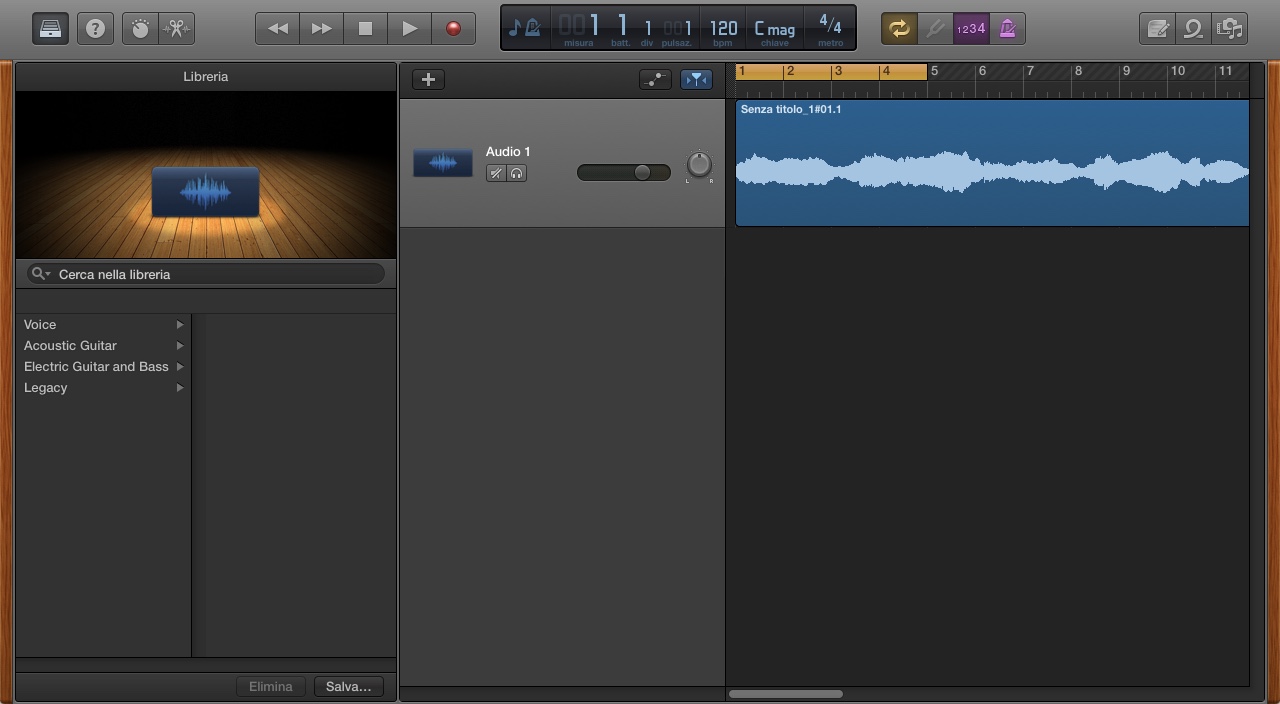 001 1 1 001 120 C mag 4/4
misura batt. div pulsaz. bpm chiave metro
1234
Libreria
1 2 3 4 5 6 7 8 9 10 11
Senza titolo_1#01.1
Audio 1
L R
Cerca nella libreria
Voice
Acoustic Guitar
Electric Guitar and Bass
Legacy
Elimina Salva...